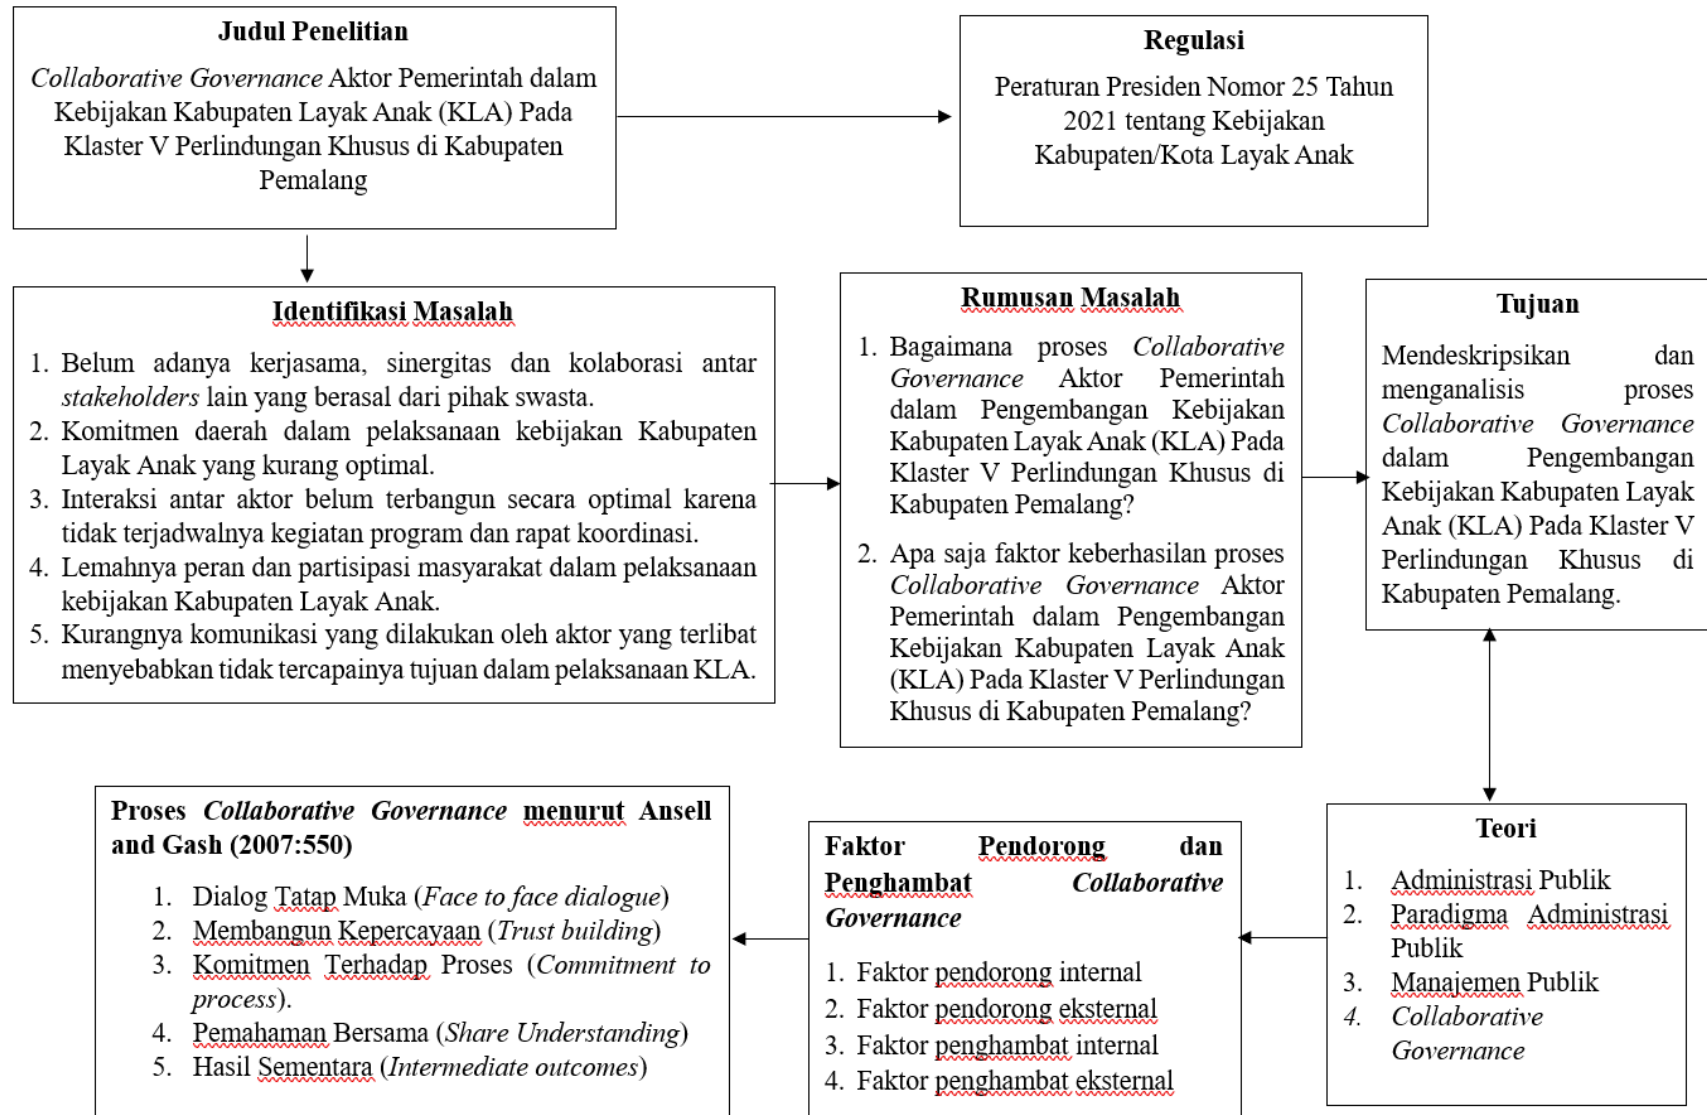 Judul Penelitian
Collaborative Governance Aktor Pemerintah dalam
Kebijakan Kabupaten Layak Anak (KLA) Pada
Klaster V Perlindungan Khusus di Kabupaten
Pemalang
Regulasi
Peraturan Presiden Nomor 25 Tahun
2021 tentang Kebijakan
Kabupaten/Kota Layak Anak
Identifikasi Masalah
1. Belum adanya kerjasama, sinergitas dan kolaborasi antar
stakeholders lain yang berasal dari pihak swasta.
2. Komitmen daerah dalam pelaksanaan kebijakan Kabupaten
Layak Anak yang kurang optimal.
3. Interaksi antar aktor belum terbangun secara optimal karena
tidak terjadwalnya kegiatan program dan rapat koordinasi.
4. Lemahnya peran dan partisipasi masyarakat dalam pelaksanaan
kebijakan Kabupaten Layak Anak.
5. Kurangnya komunikasi yang dilakukan oleh aktor yang terlibat
menyebabkan tidak tercapainya tujuan dalam pelaksanaan KLA.
Rumusan Masalah
1. Bagaimana proses Collaborative
Governance Aktor Pemerintah
dalam Pengembangan Kebijakan
Kabupaten Layak Anak (KLA) Pada
Klaster V Perlindungan Khusus di
Kabupaten Pemalang?
2. Apa saja faktor keberhasilan proses
Collaborative Governance Aktor
Pemerintah dalam Pengembangan
Kebijakan Kabupaten Layak Anak
(KLA) Pada Klaster V Perlindungan
Khusus di Kabupaten Pemalang?
Tujuan
Mendeskripsikan dan
menganalisis proses
Collaborative Governance
dalam Pengembangan
Kebijakan Kabupaten Layak
Anak (KLA) Pada Klaster V
Perlindungan Khusus di
Kabupaten Pemalang.
Proses Collaborative Governance menurut Ansell
and Gash (2007:550)
1. Dialog Tatap Muka (Face to face dialogue)
2. Membangun Kepercayaan (Trust building)
3. Komitmen Terhadap Proses (Commitment to
process).
4. Pemahaman Bersama (Share Understanding)
5. Hasil Sementara (Intermediate outcomes)
Faktor Pendorong dan
Penghambat Collaborative
Governance
1. Faktor pendorong internal
2. Faktor pendorong eksternal
3. Faktor penghambat internal
4. Faktor penghambat eksternal
Teori
1. Administrasi Publik
2. Paradigma Administrasi
Publik
3. Manajemen Publik
4. Collaborative
Governance